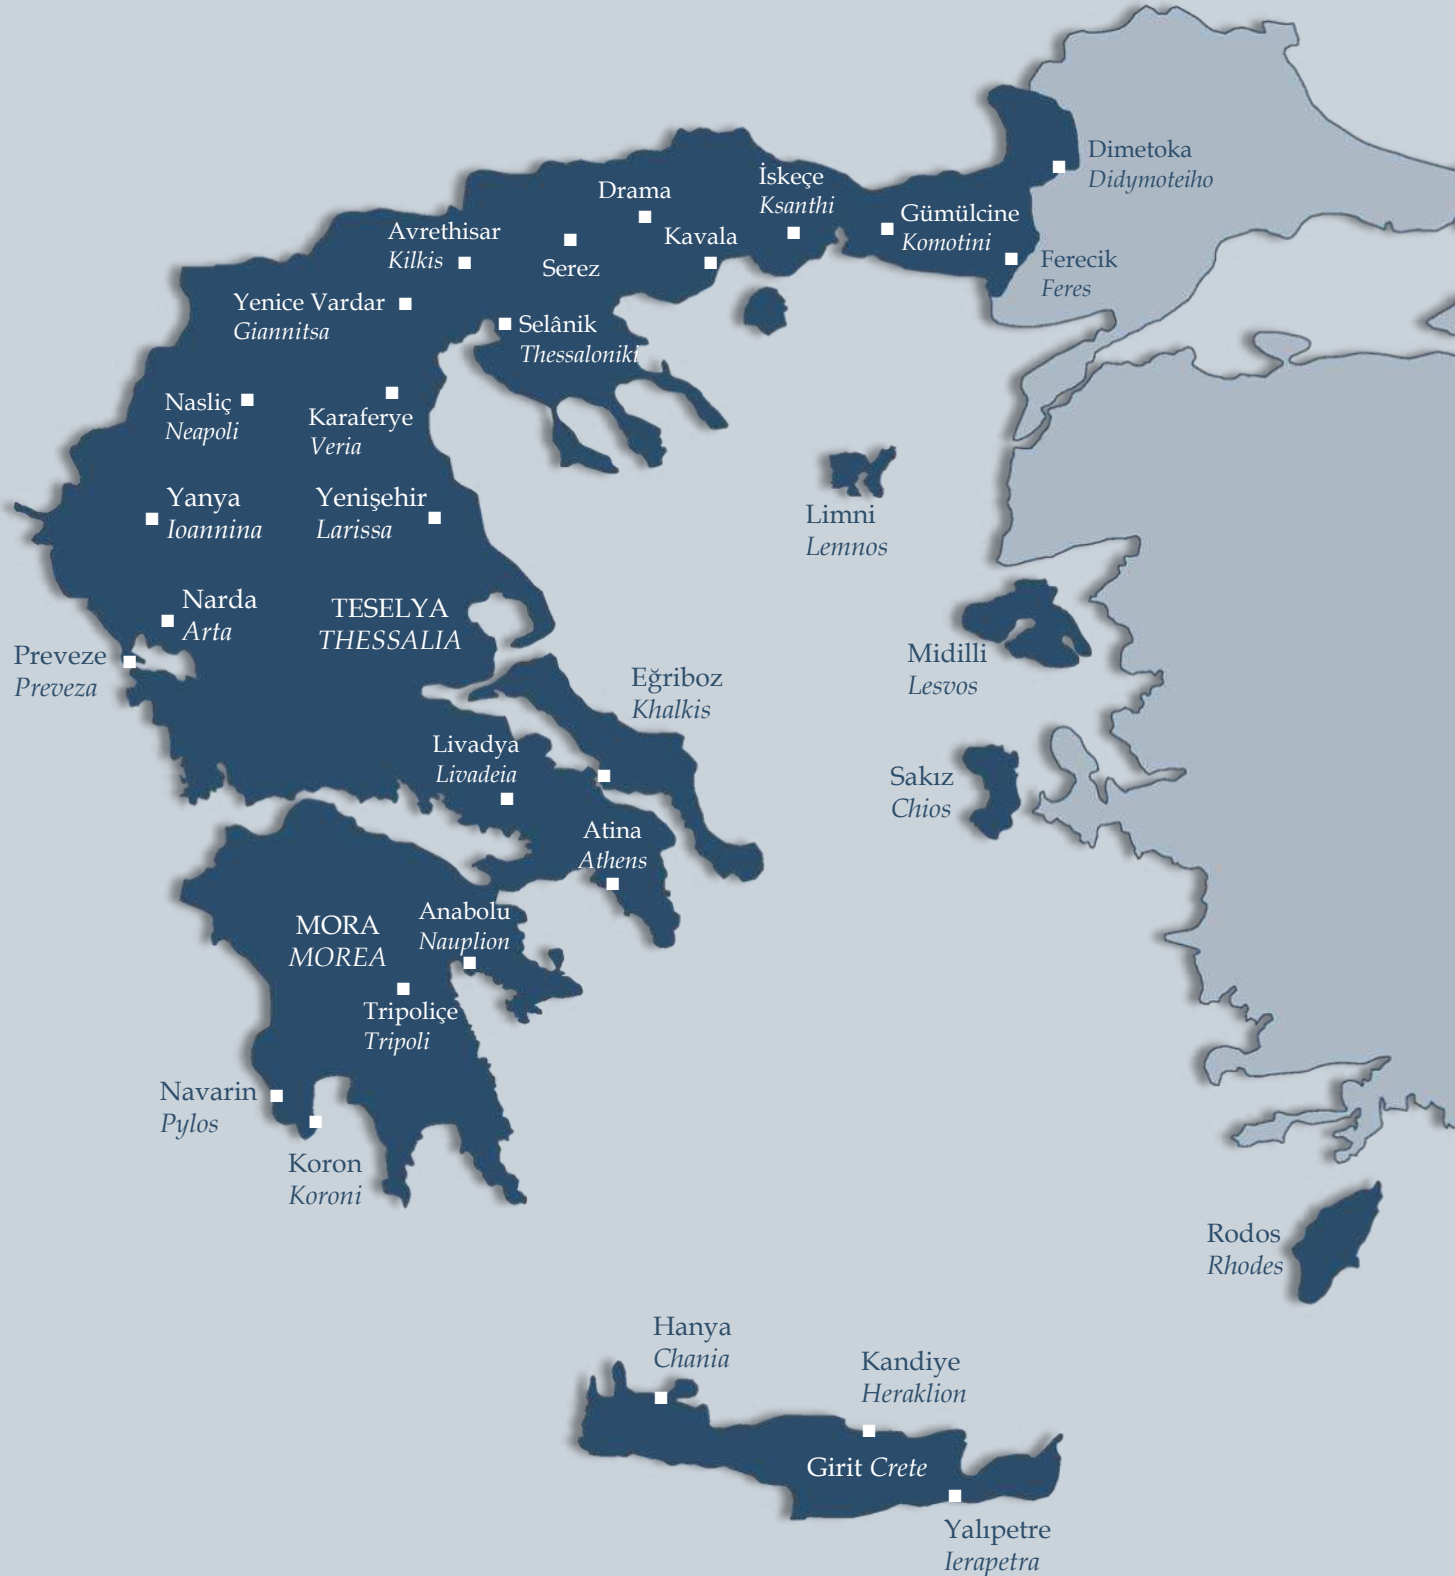 Dimetoka
Didymoteiho
İskeçe
Ksanthi
Drama
Gümülcine
Komotini
Avrethisar
Kilkis
Kavala
Serez
Ferecik
Feres
Yenice Vardar
Giannitsa
Selânik
Thessaloniki
Nasliç
Neapoli
Karaferye
Veria
Yanya
Ioannina
Yenişehir
Larissa
Limni
Lemnos
Narda
Arta
TESELYA
THESSALIA
Preveze
Preveza
Midilli
Lesvos
Eğriboz
Khalkis
Livadya
Livadeia
Sakız
Chios
Atina
Athens
MORA
MOREA
Anabolu
Nauplion
Tripoliçe
Tripoli
Navarin
Pylos
Koron
Koroni
Rodos
Rhodes
Hanya
Chania
Kandiye
Heraklion
Girit Crete
Yalıpetre
Ierapetra